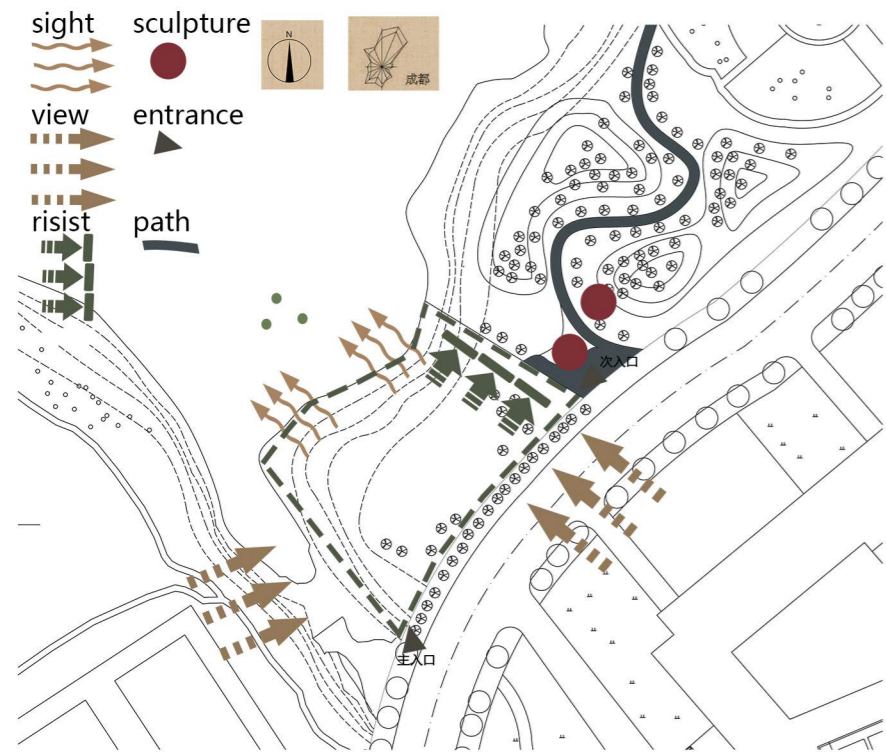 sight
sculpture
N
成都
view
entrance
risist
path
次入口
主入口